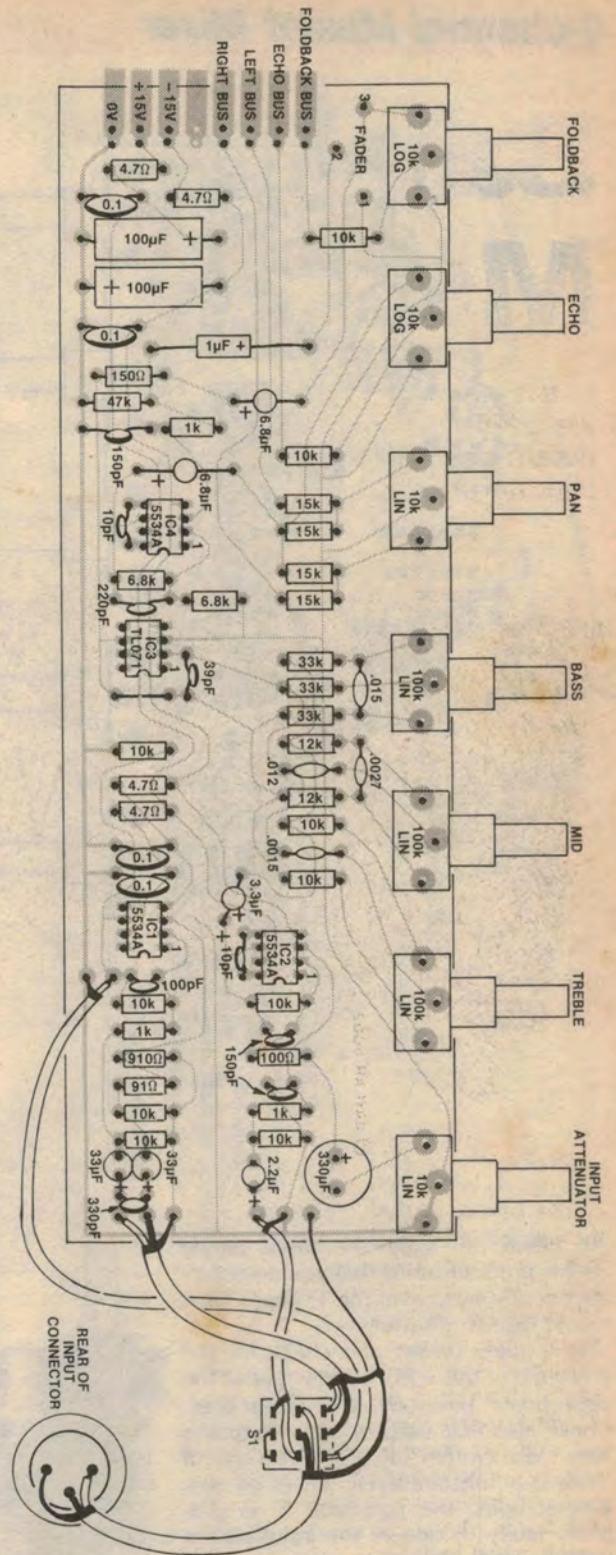 FOLDBACK
ECHO
PAN
BASS
MID
TREBLE
INPUT
ATTENUATOR
10k
LOG
10k
LOG
10k
LIN
100k
LIN
100k
LIN
100k
LIN
10k
LIN
3
FADER
2
1
FOLDBACK BUS
ECHO BUS
LEFT BUS
RIGHT BUS
-15V
+15V
0V
10k
10k
15k
15k
15k
15k
33k
33k
33k
12k
.012
12k
10k
.0015
10k
.015
.0027
4.7Ω
4.7Ω
0.1
100µF
+
100µF
+
0.1
1µF +
150Ω
47k
1k
+
6.8µF
150pF
+
6.8µF
10pF
IC4
5534A
1
6.8k
6.8k
220pF
IC3
TL071
1
39pF
10k
4.7Ω
4.7Ω
0.1
0.1
IC1
5534A
1
3.3µF
+
+
10pF
IC2
5534A
1
100pF
10k
1k
910Ω
91Ω
10k
10k
33µF
33µF
+
+
330pF
10k
100Ω
150pF
1k
10k
2.2µF
+
330µF
+
S1
REAR OF
INPUT
CONNECTOR